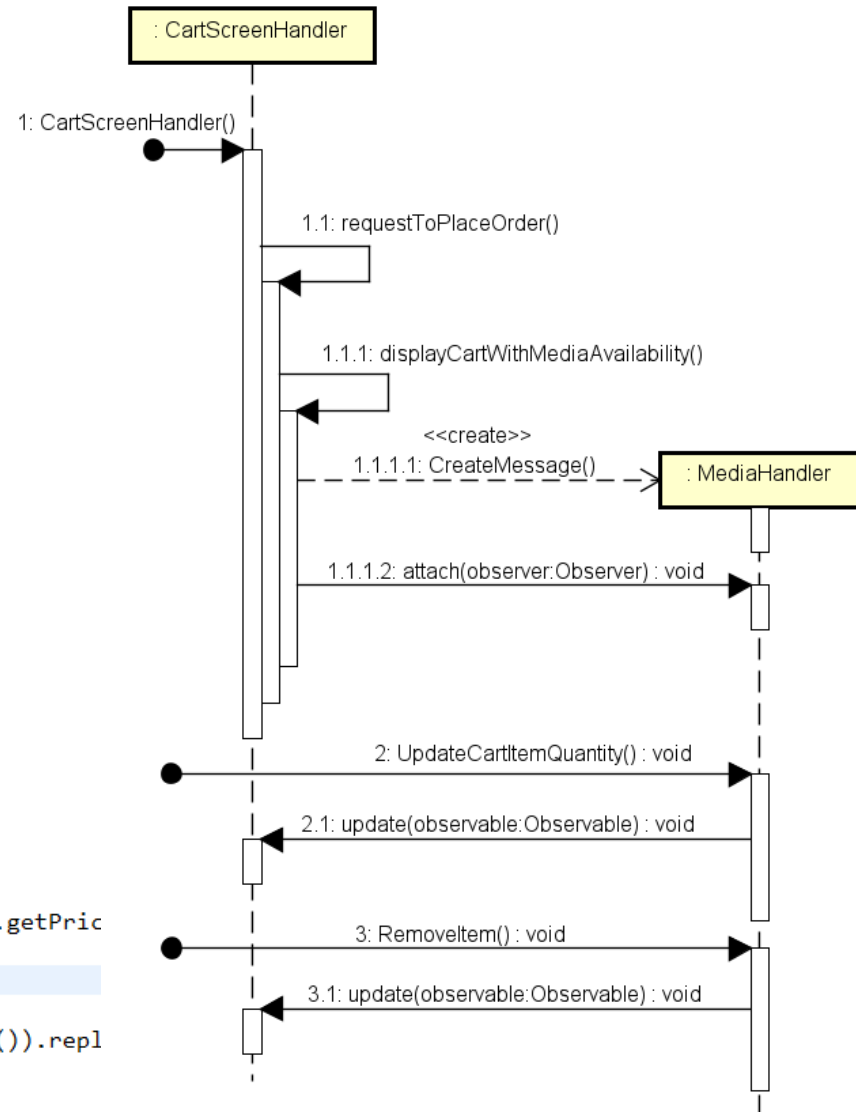 : CartScreenHandler
1: CartScreenHandler()
1.1: requestToPlaceOrder()
1.1.1: displayCartWithMediaAvailability()
<<create>>
1.1.1.1: CreateMessage()
: MediaHandler
1.1.1.2: attach(observer:Observer) : void
2: UpdateCartItemQuantity() : void
2.1: update(observable:Observable) : void
.getPric
3: RemoveItem() : void
3.1: update(observable:Observable) : void
()).repl